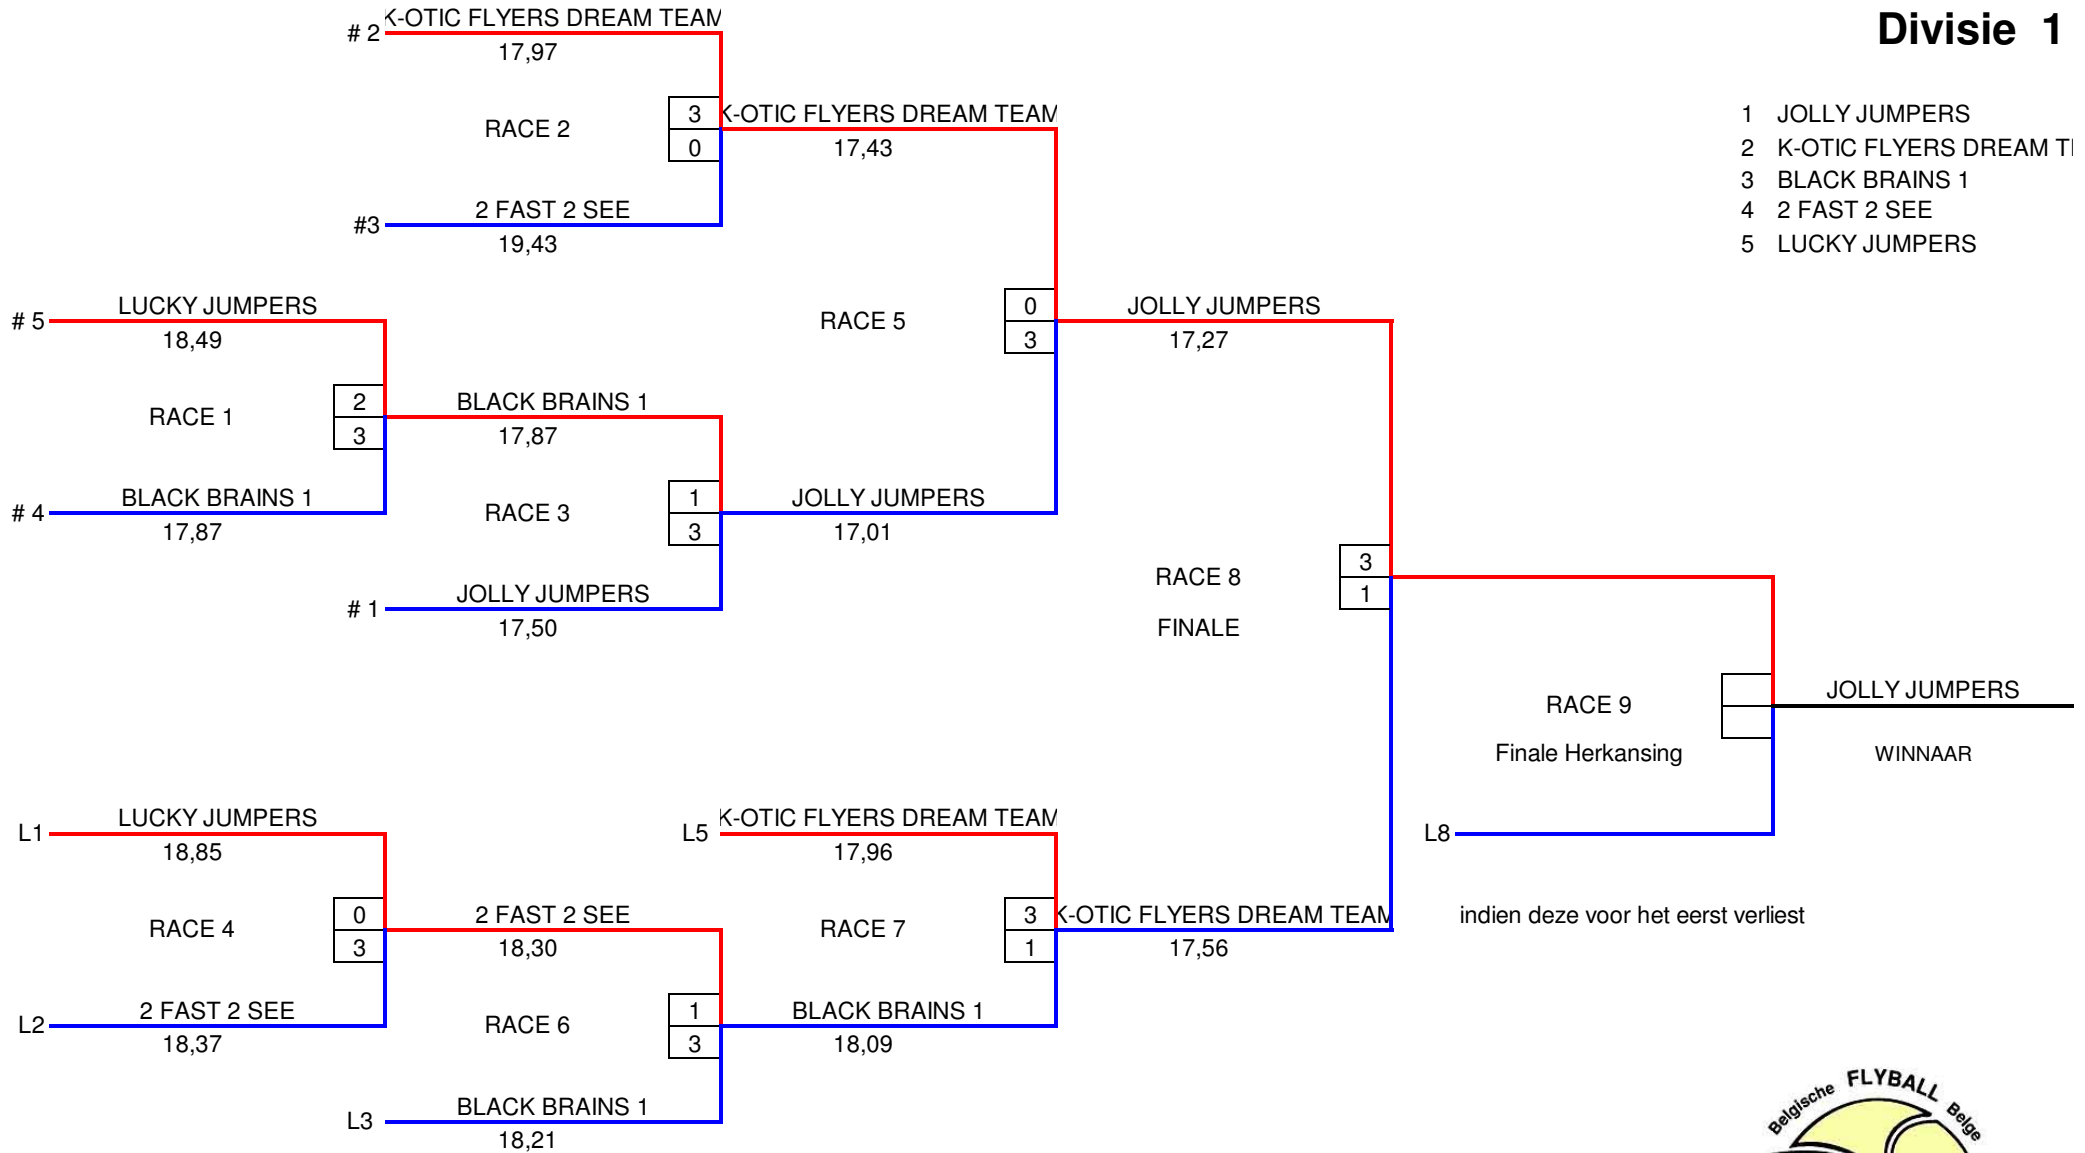 Divisie 1
1 JOLLY JUMPERS
2 K-OTIC FLYERS DREAM
3 BLACK BRAINS 1
4 2 FAST 2 SEE
5 LUCKY JUMPERS
# 2
K-OTIC FLYERS DREAM TEAM
17,97
RACE 2
3
0
#3
2 FAST 2 SEE
19,43
K-OTIC FLYERS DREAM TEAM
17,43
# 5
LUCKY JUMPERS
18,49
RACE 1
2
3
# 4
BLACK BRAINS 1
17,87
BLACK BRAINS 1
17,87
RACE 3
1
3
# 1
JOLLY JUMPERS
17,50
RACE 5
0
3
JOLLY JUMPERS
17,01
JOLLY JUMPERS
17,27
RACE 8
FINALE
3
1
RACE 9
Finale Herkansing
JOLLY JUMPERS
WINNAAR
L8
indien deze voor het eerst verliest
L1
LUCKY JUMPERS
18,85
RACE 4
0
3
L2
2 FAST 2 SEE
18,37
2 FAST 2 SEE
18,30
RACE 6
1
3
L3
BLACK BRAINS 1
18,21
L5
K-OTIC FLYERS DREAM TEAM
17,96
RACE 7
3
1
BLACK BRAINS 1
18,09
K-OTIC FLYERS DREAM TEAM
17,56
Belgische FLYBALL Belge